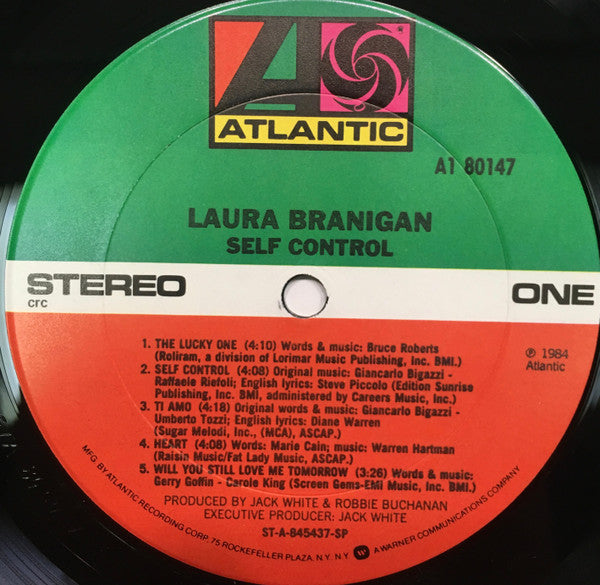 ATLANTIC
A1 80147
LAURA BRANIGAN
SELF CONTROL
STEREO
crc
ONE
1. THE LUCKY ONE (4:10) Words & music: Bruce Roberts
(Roliram, a division of Lorimar Music Publishing, Inc. BMI.)
2. SELF CONTROL (4:08) Original music: Giancarlo Bigazzi -
Raffaele Riefoli; English lyrics: Steve Piccolo (Edition Sunrise
Publishing, Inc. BMI, administered by Careers Music, Inc.)
3. TI AMO (4:18) Original words & music: Giancarlo Bigazzi -
Umberto Tozzi; English lyrics: Diane Warren
(Sugar Melodi, Inc., (MCA), ASCAP.)
4. HEART (4:08) Words: Marie Cain; music: Warren Hartman
(Raisin Music/Fat Lady Music, ASCAP.)
5. WILL YOU STILL LOVE ME TOMORROW (3:26) Words & music:
Gerry Goffin - Carole King (Screen Gems-EMI Music, Inc. BMI.)
℗ 1984
Atlantic
PRODUCED BY JACK WHITE & ROBBIE BUCHANAN
EXECUTIVE PRODUCER: JACK WHITE
ST-A-845437-SP
MFG. BY ATLANTIC RECORDING CORP. 75 ROCKEFELLER PLAZA, N.Y. N.Y. A WARNER COMMUNICATIONS COMPANY